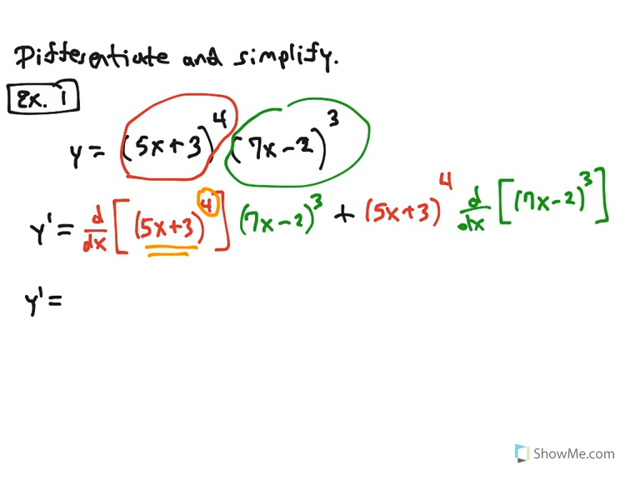 Differentiate and simplify.
Ex. 1
y = (5x+3)^4 (7x-2)^3
y' = d/dx [(5x+3)^4] (7x-2)^3 + (5x+3)^4 d/dx [(7x-2)^3]
y' =
ShowMe.com